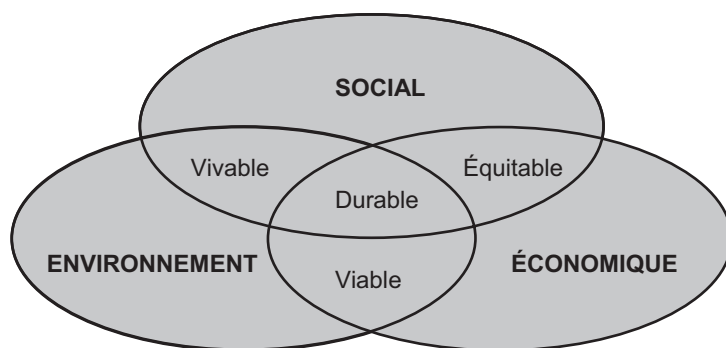 SOCIAL
Vivable
Équitable
Durable
ENVIRONNEMENT
ÉCONOMIQUE
Viable